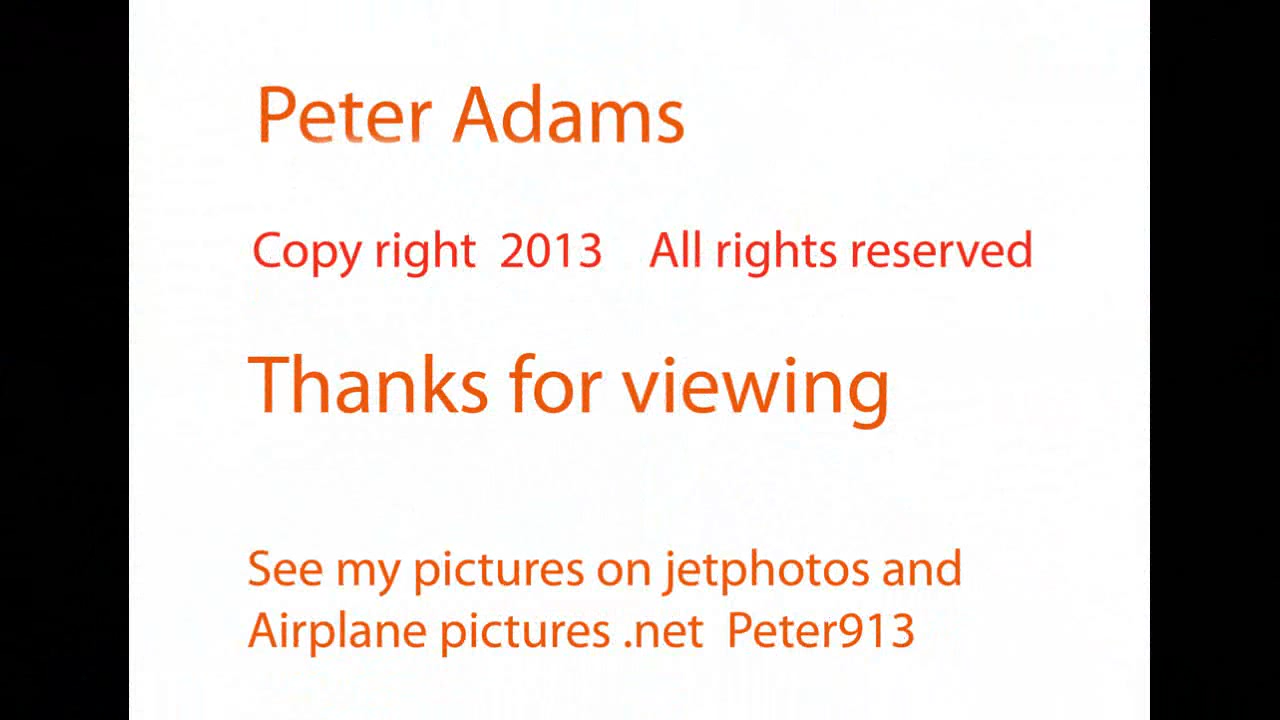 Peter Adams
Copy right 2013 All rights reserved
Thanks for viewing
See my pictures on jetphotos and
Airplane pictures .net Peter913